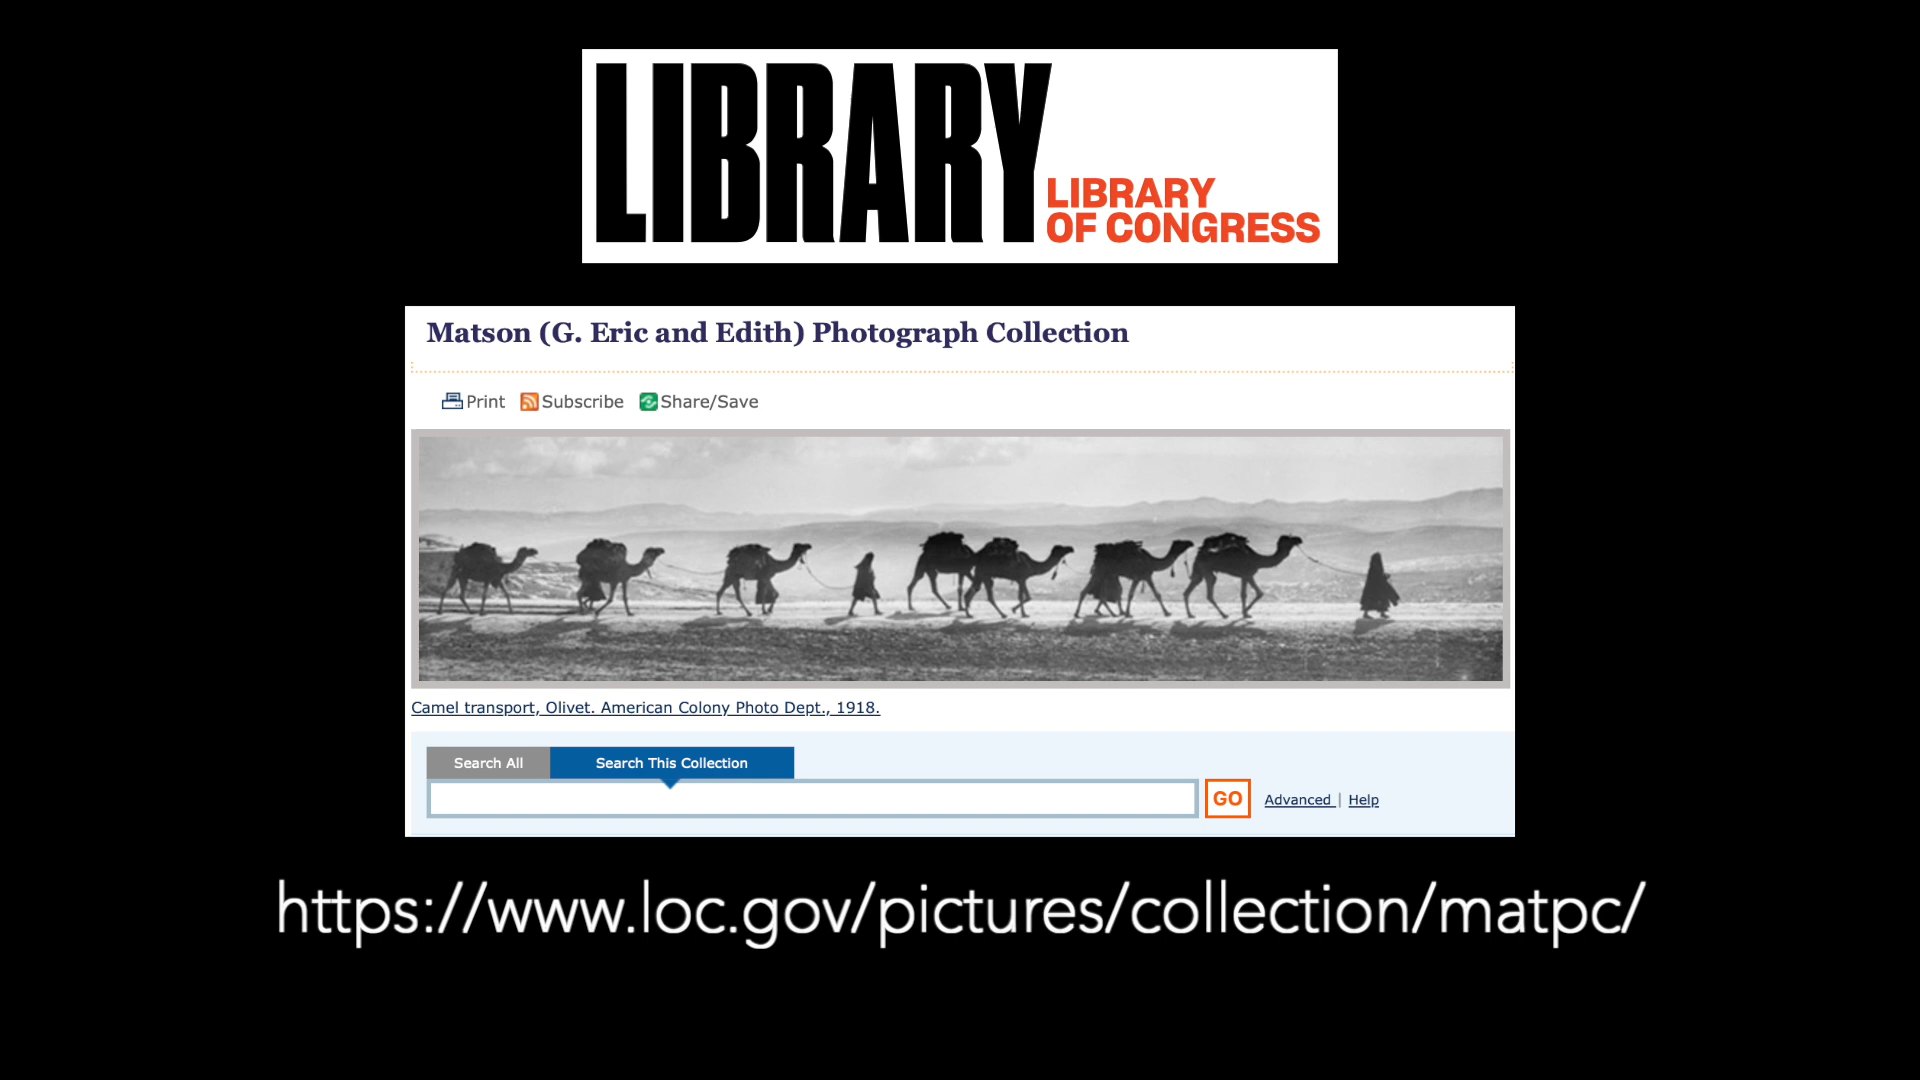 LIBRARY
LIBRARY
OF CONGRESS
Matson (G. Eric and Edith) Photograph Collection
Print Subscribe Share/Save
Camel transport, Olivet. American Colony Photo Dept., 1918.
Search All Search This Collection
GO Advanced | Help
https://www.loc.gov/pictures/collection/matpc/